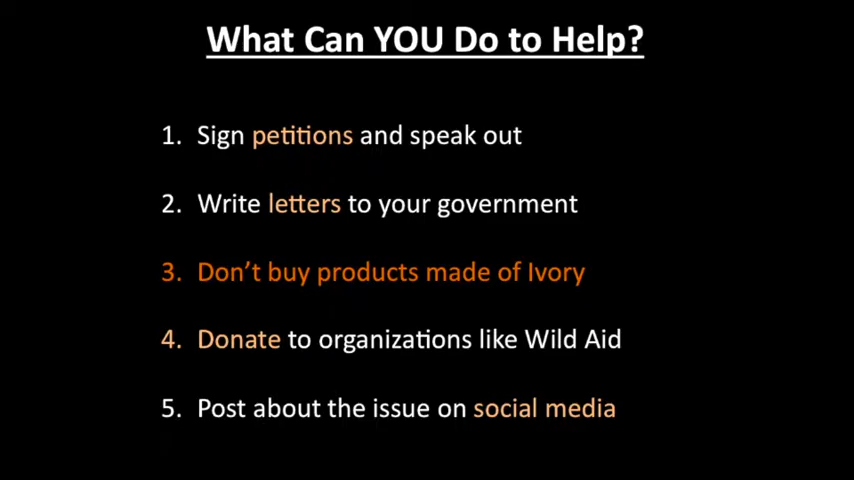 What Can YOU Do to Help?
1. Sign petitions and speak out
2. Write letters to your government
3. Don’t buy products made of Ivory
4. Donate to organizations like Wild Aid
5. Post about the issue on social media